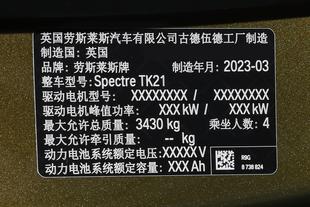 英国劳斯莱斯汽车有限公司古德伍德工厂制造
制造国：英国
品牌：劳斯莱斯牌 制造年月：2023-03
整车型号：Spectre TK21
驱动电机型号：XXXXXXXX / XXXXXXXX
驱动电机峰值功率：XXX kW / XXX kW
最大允许总质量：3430 kg 乘坐人数：4
最大允许牵引质量：-- kg
动力电池系统额定电压：XXXXX V
动力电池系统额定容量：XXX Ah
R9G
8 738 824